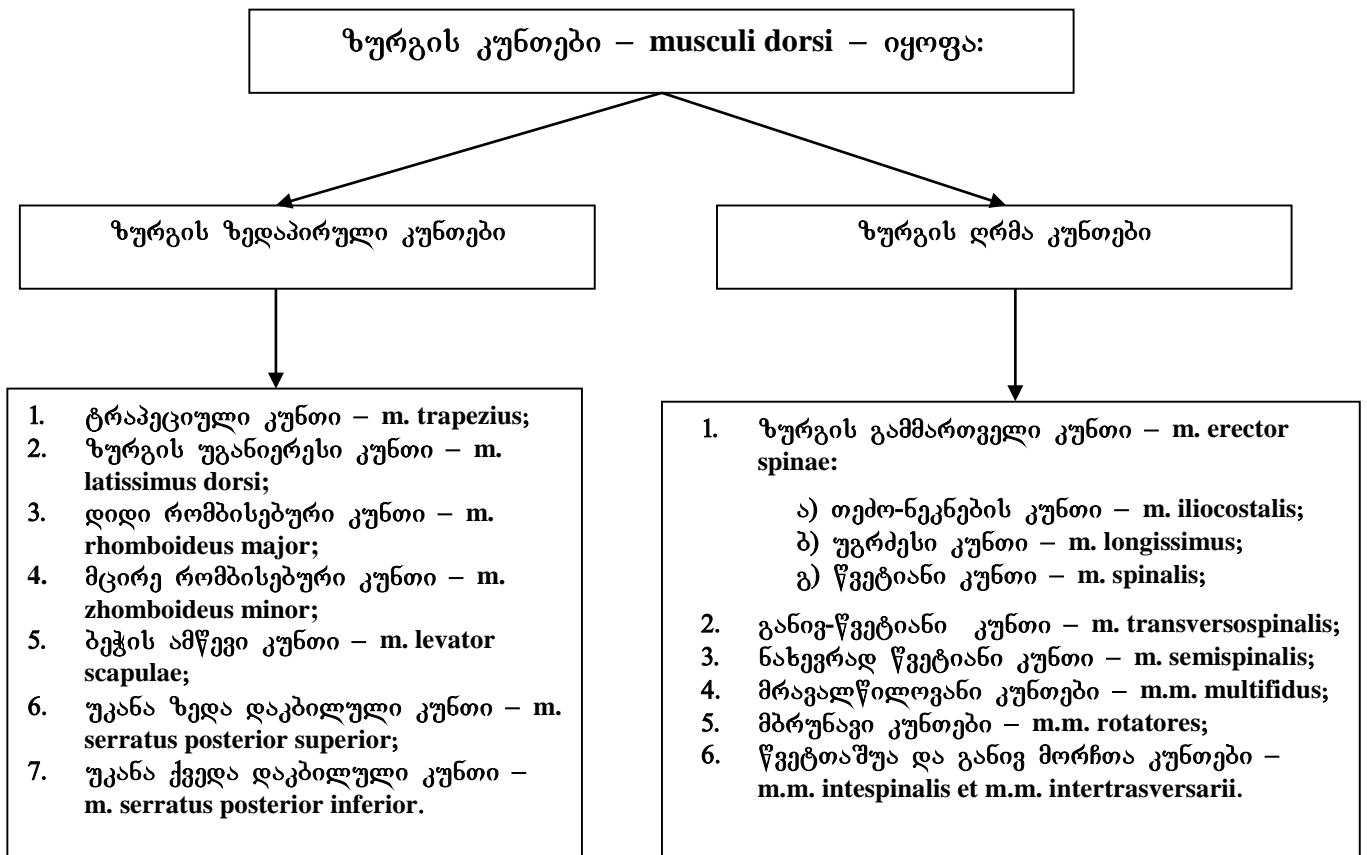 ზურგის კუნთები – musculi dorsi – იყოფა:
ზურგის ზედაპირული კუნთები
ზურგის ღრმა კუნთები
1. ტრაპეციული კუნთი – m. trapezius;
2. ზურგის უგანიერესი კუნთი – m.
latissimus dorsi;
3. დიდი რომბისებური კუნთი – m.
rhomboideus major;
4. მცირე რომბისებური კუნთი – m.
zhomboideus minor;
5. ბეჭის ამწევი კუნთი – m. levator
scapulae;
6. უკანა ზედა დაკბილული კუნთი – m.
serratus posterior superior;
7. უკანა ქვედა დაკბილული კუნთი –
m. serratus posterior inferior.
1. ზურგის გამმართველი კუნთი – m. erector
spinae:
ა) თეძო-ნეკნების კუნთი – m. iliocostalis;
ბ) უგრძესი კუნთი – m. longissimus;
გ) წვეტიანი კუნთი – m. spinalis;
2. განივ-წვეტიანი კუნთი – m. transversospinalis;
3. ნახევრად წვეტიანი კუნთი – m. semispinalis;
4. მრავალწილოვანი კუნთები – m.m. multifidus;
5. მბრუნავი კუნთები – m.m. rotatores;
6. წვეტთაშუა და განივ მორჩთა კუნთები –
m.m. intespinalis et m.m. intertrasversarii.